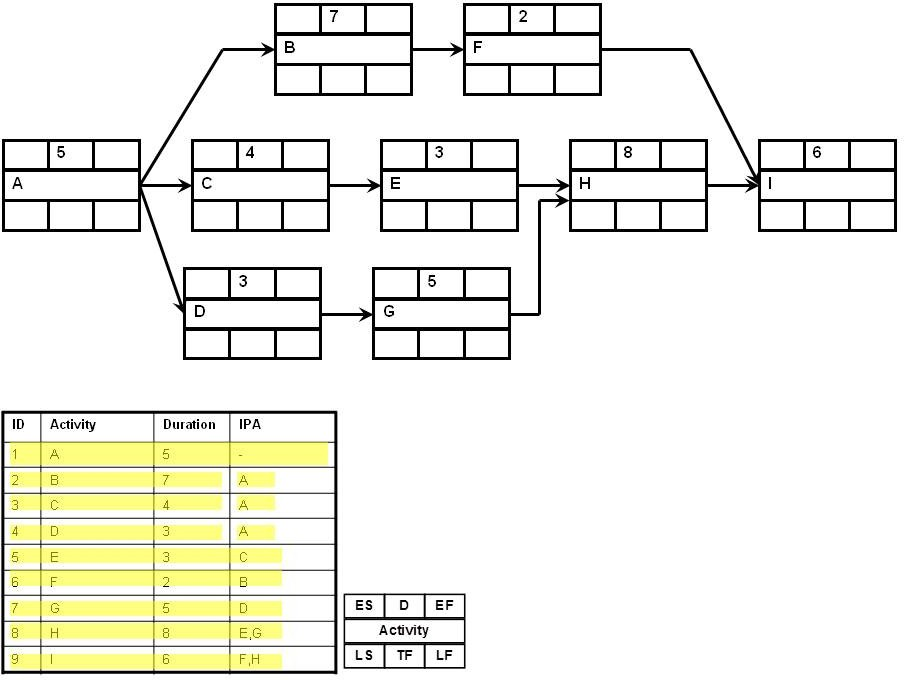 7 2
B F
5 4 3 8 6
A C E H I
3 5
D G
ID Activity Duration IPA
1 A 5 -
2 B 7 A
3 C 4 A
4 D 3 A
5 E 3 C
6 F 2 B
7 G 5 D
8 H 8 E,G
9 I 6 F,H
ES D EF
Activity
LS TF LF